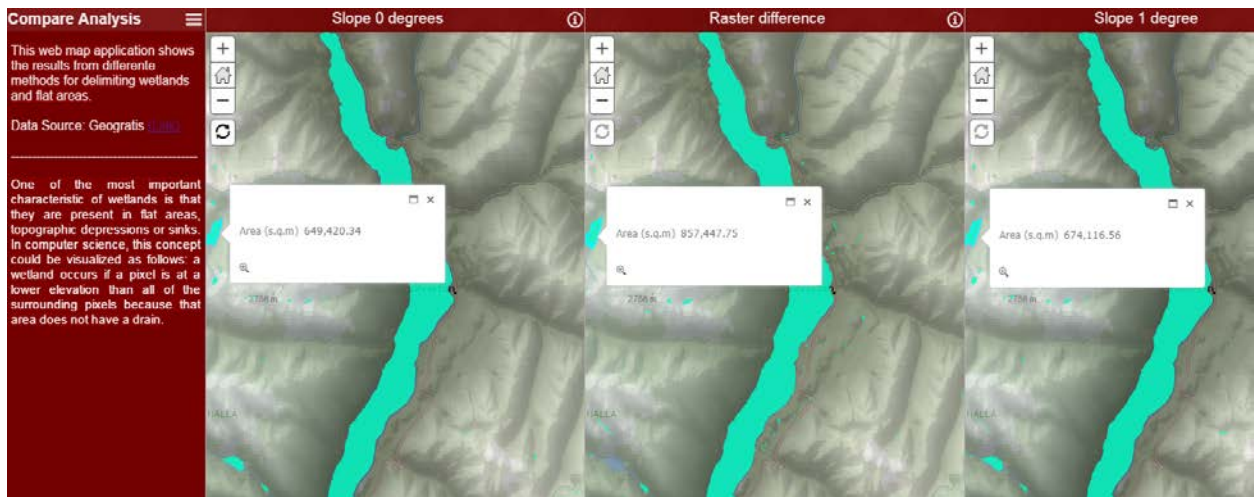 Compare Analysis
This web map application shows
the results from differente
methods for delimiting wetlands
and flat areas.
Data Source: Geogratis (Link)
One of the most important
characteristic of wetlands is that
they are present in flat areas,
topographic depressions or sinks.
In computer science, this concept
could be visualized as follows: a
wetland occurs if a pixel is at a
lower elevation than all of the
surrounding pixels because that
area does not have a drain.
Slope 0 degrees
Area (s.q.m) 649,420.34
2788 m
Raster difference
Area (s.q.m) 857,447.75
2788 m
Slope 1 degree
Area (s.q.m) 674,116.56
2788 m